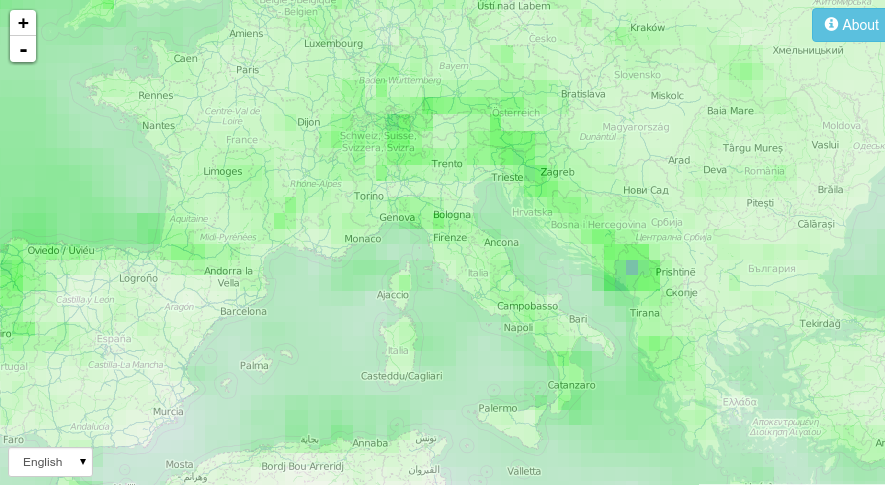 +
-
About
Ústí nad Labem
Belgien
Amiens
Kraków
Luxembourg
Česko
Хмельницький
Caen
Paris
Bayern
Slovensko
Baden-Württemberg
Rennes
Bratislava
Miskolc
Centre-Val de
Loire
Österreich
Baia Mare
Nantes
Dijon
Magyarország
Moldova
France
Schweiz, Suisse,
Svizzera, Svizra
Dunántúl
Târgu Mureș
Vaslui
Trento
Arad
Limoges
Zagreb
Deva
România
Rhône-Alpes
Trieste
Нови Сад
Brăila
Torino
Pitești
Aquitaine
Genova
Bologna
Hrvatska
Bosna i Hercegovina
Србија
Călărași
Midi-Pyrénées
Monaco
Firenze
Ancona
Централна Србија
Oviedo / Uviéu
Logroño
Andorra la
Vella
Italia
Prishtinë
България
Castilla y León
Ajaccio
Скопје
Aragón
Barcelona
Campobasso
Tirana
Bari
Napoli
Tekirdağ
España
Italia
Castilla-La Mancha
Palma
Casteddu/Cagliari
Catanzaro
Murcia
Palermo
Ελλάδα
Andalucía
Αποκεντρωμένη
Διοίκηση Αιγαίου
Faro
بجاية
Annaba
تونس
English
Mosta
Bordj Bou Arreridj
القيروان
وهران
Valletta